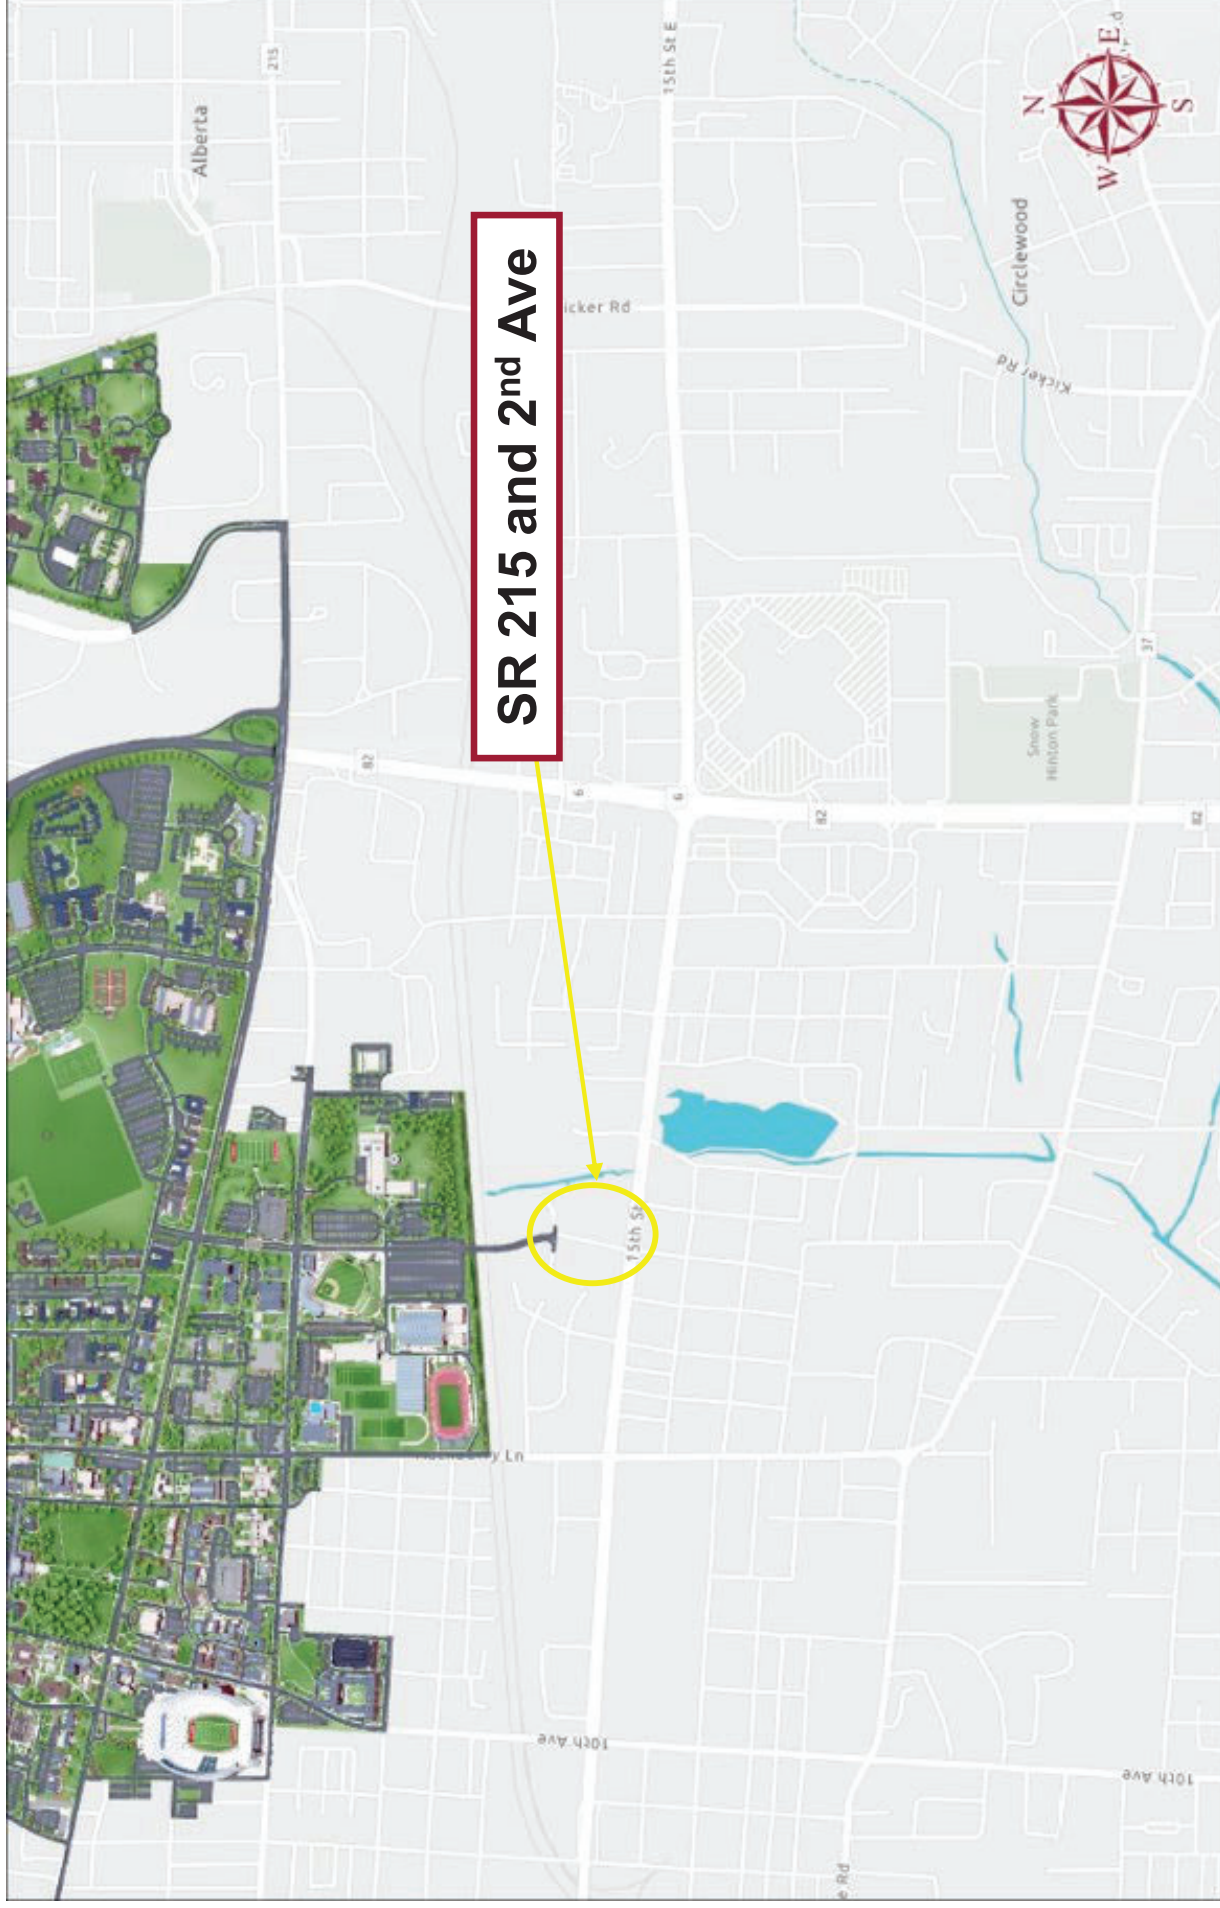 SR 215 and 2nd Ave
N
E
S
W
215
Alberta
15th St E
icker Rd
Kicker Rd
Circlewood
37
Snow
Hinton Park
82
6
6
82
82
15th St
y Ln
10th Ave
10th Ave
e Rd